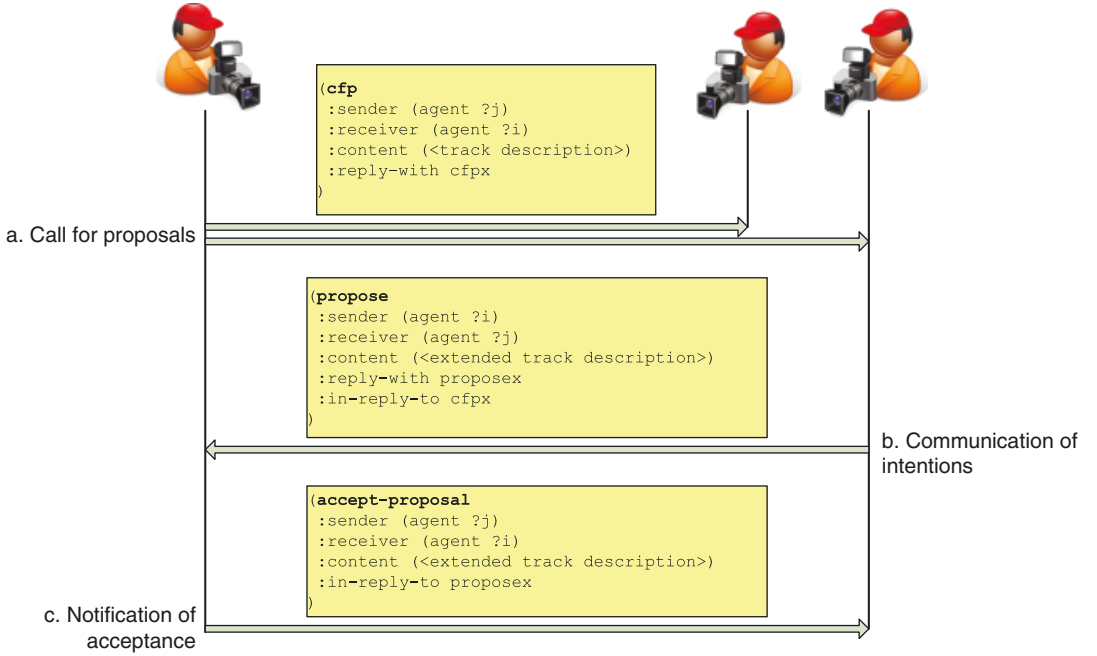 (cfp
:sender (agent ?j)
:receiver (agent ?i)
:content (<track description>)
:reply-with cfpx
)
a. Call for proposals
(propose
:sender (agent ?i)
:receiver (agent ?j)
:content (<extended track description>)
:reply-with proposex
:in-reply-to cfpx
)
b. Communication of
intentions
(accept-proposal
:sender (agent ?j)
:receiver (agent ?i)
:content (<extended track description>)
:in-reply-to proposex
)
c. Notification of
acceptance